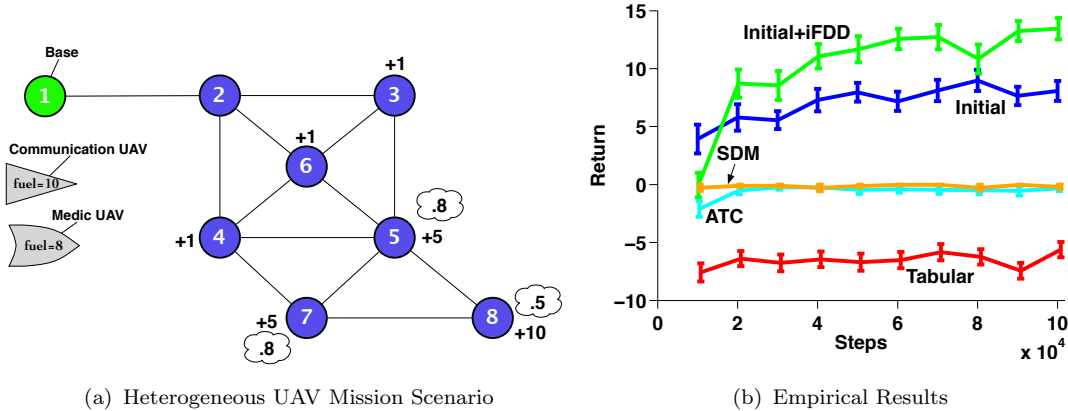 Base
1
2
+1
3
+1
6
Communication UAV
fuel=10
Medic UAV
fuel=8
+1
4
5
.8
+5
+5
7
.8
8
.5
+10
(a) Heterogeneous UAV Mission Scenario
15
10
5
0
−5
−10
Return
Initial+iFDD
Initial
SDM
ATC
Tabular
0
2
4
6
8
10
Steps
x 10⁴
(b) Empirical Results